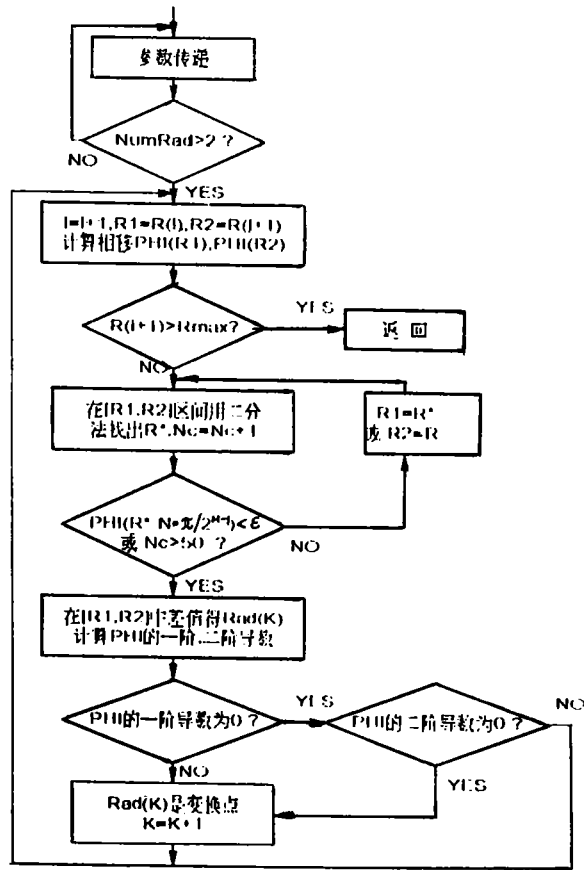 参数传递
NumRad>2 ?
NO
YES
I=I+1,R1=R(I),R2=R(I+1)
计算相移PHI(R1),PHI(R2)
R(I+1)>Rmax?
YES
返 回
NO
在[R1,R2]区间用二分
法找出R*,Nc=Nc+1
R1=R*
或 R2=R
PHI(R* N*π/2ᴹ⁻¹)<ε
或 Nc>50 ?
NO
YES
在[R1,R2]中差值得Rad(K)
计算PHI的一阶,二阶导数
PHI的一阶导数为0 ?
YES
PHI的二阶导数为0 ?
NO
NO
YES
Rad(K)是变换点
K=K+1